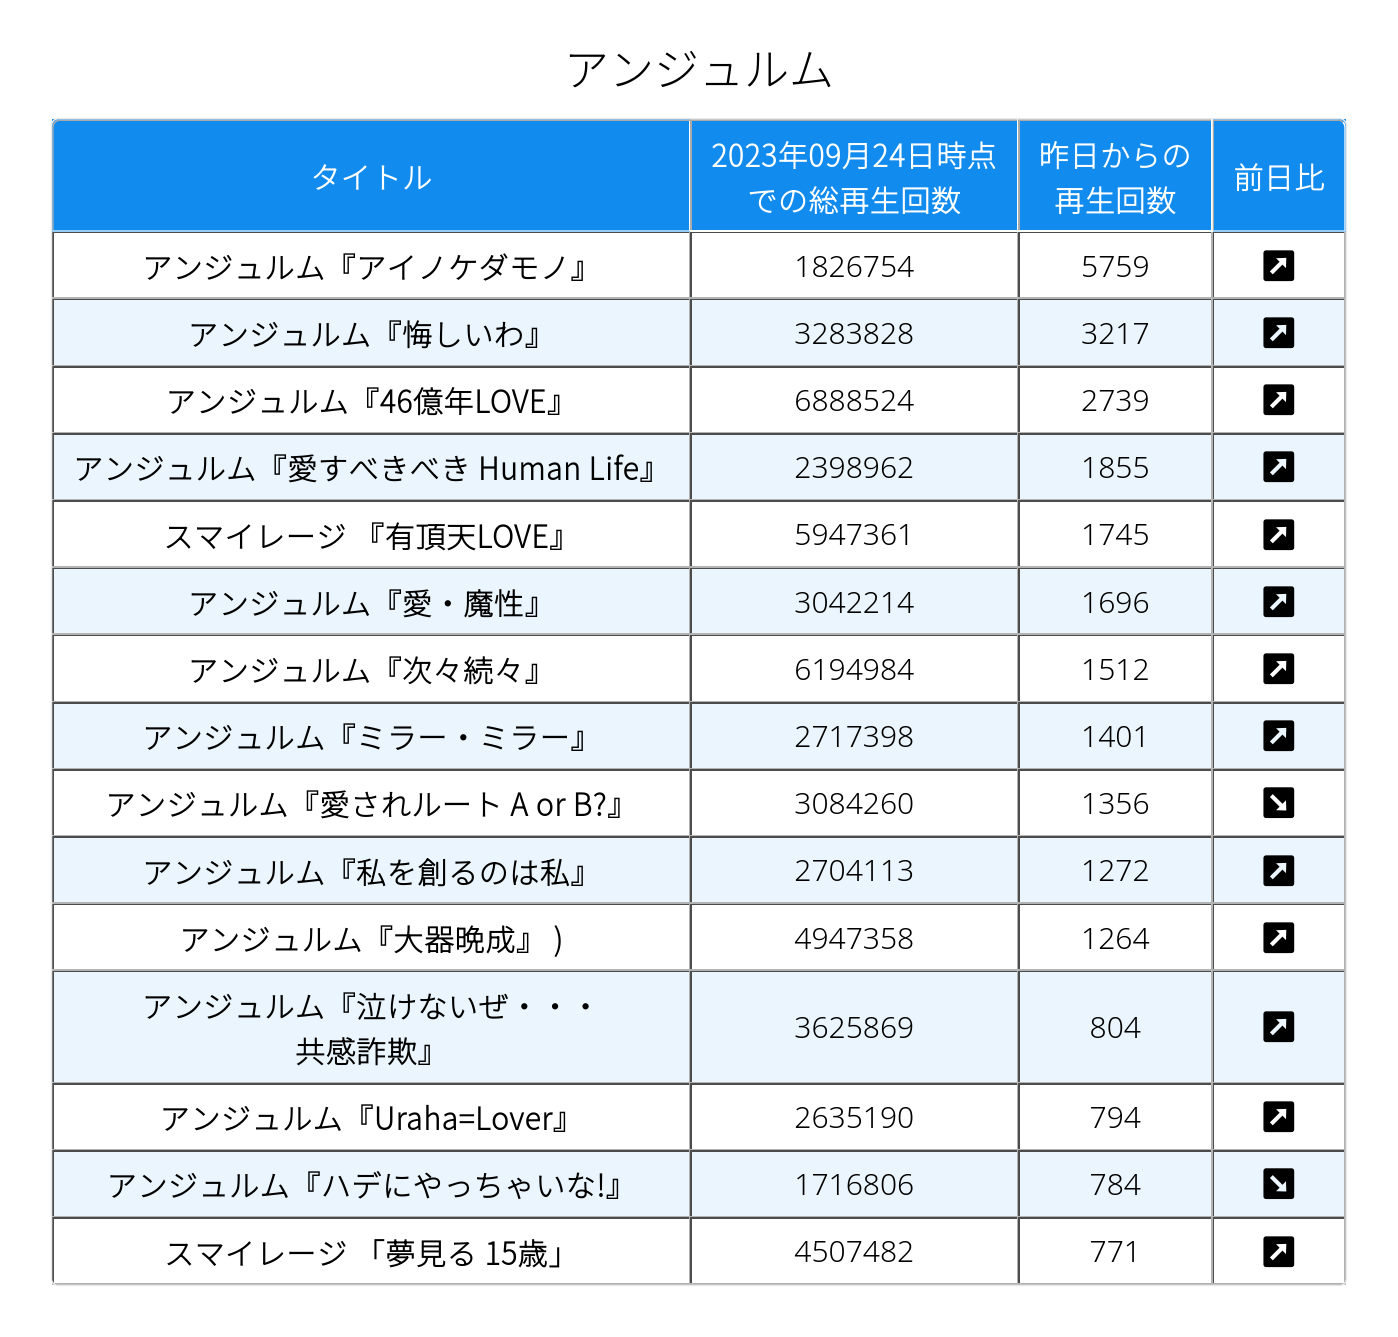 アンジュルム
タイトル 2023年09月24日時点での総再生回数 昨日からの再生回数 前日比
アンジュルム『アイノケダモノ』 1826754 5759 ↗
アンジュルム『悔しいわ』 3283828 3217 ↗
アンジュルム『46億年LOVE』 6888524 2739 ↗
アンジュルム『愛すべきべき Human Life』 2398962 1855 ↗
スマイレージ 『有頂天LOVE』 5947361 1745 ↗
アンジュルム『愛・魔性』 3042214 1696 ↗
アンジュルム『次々続々』 6194984 1512 ↗
アンジュルム『ミラー・ミラー』 2717398 1401 ↗
アンジュルム『愛されルート A or B?』 3084260 1356 ↘
アンジュルム『私を創るのは私』 2704113 1272 ↗
アンジュルム『大器晩成』 ) 4947358 1264 ↗
アンジュルム『泣けないぜ・・・共感詐欺』 3625869 804 ↗
アンジュルム『Uraha=Lover』 2635190 794 ↗
アンジュルム『ハデにやっちゃいな!』 1716806 784 ↘
スマイレージ 「夢見る 15歳」 4507482 771 ↗